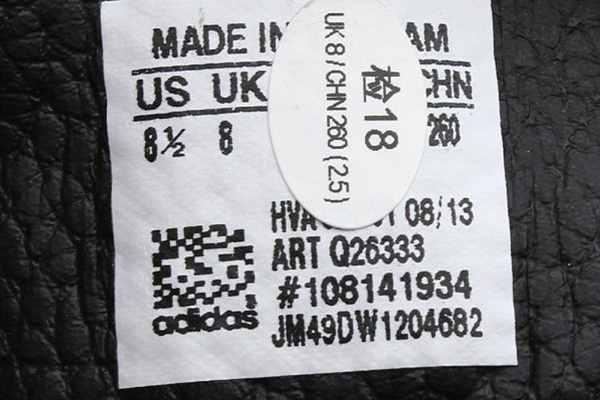 MADE IN AM
US UK CHN
8½ 8 260
UK 8 / CHN 260 (2.5)
检18
HVA 08/13
ART Q26333
#108141934
JM49DW1204682
adidas